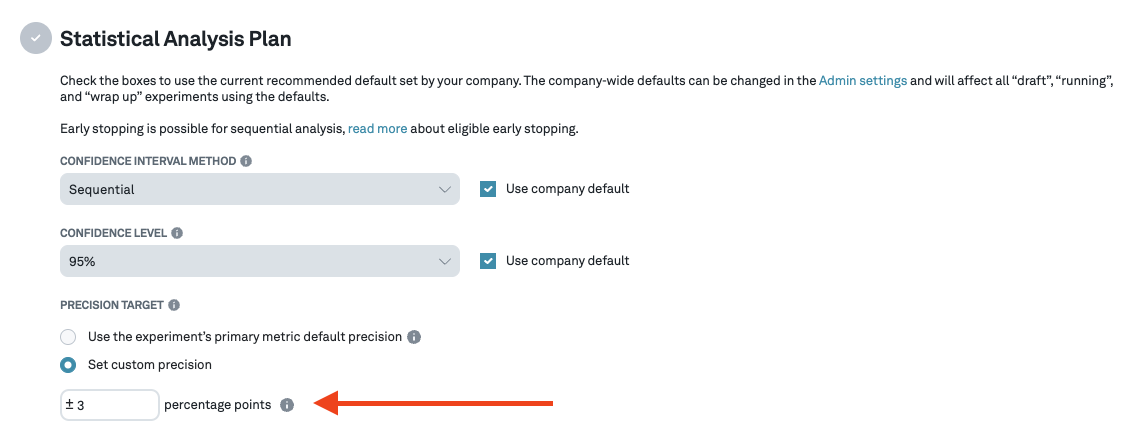 Statistical Analysis Plan
Check the boxes to use the current recommended default set by your company. The company-wide defaults can be changed in the Admin settings and will affect all “draft”, “running”,
and “wrap up” experiments using the defaults.
Early stopping is possible for sequential analysis, read more about eligible early stopping.
CONFIDENCE INTERVAL METHOD
Sequential
Use company default
CONFIDENCE LEVEL
95%
Use company default
PRECISION TARGET
Use the experiment’s primary metric default precision
Set custom precision
± 3 percentage points